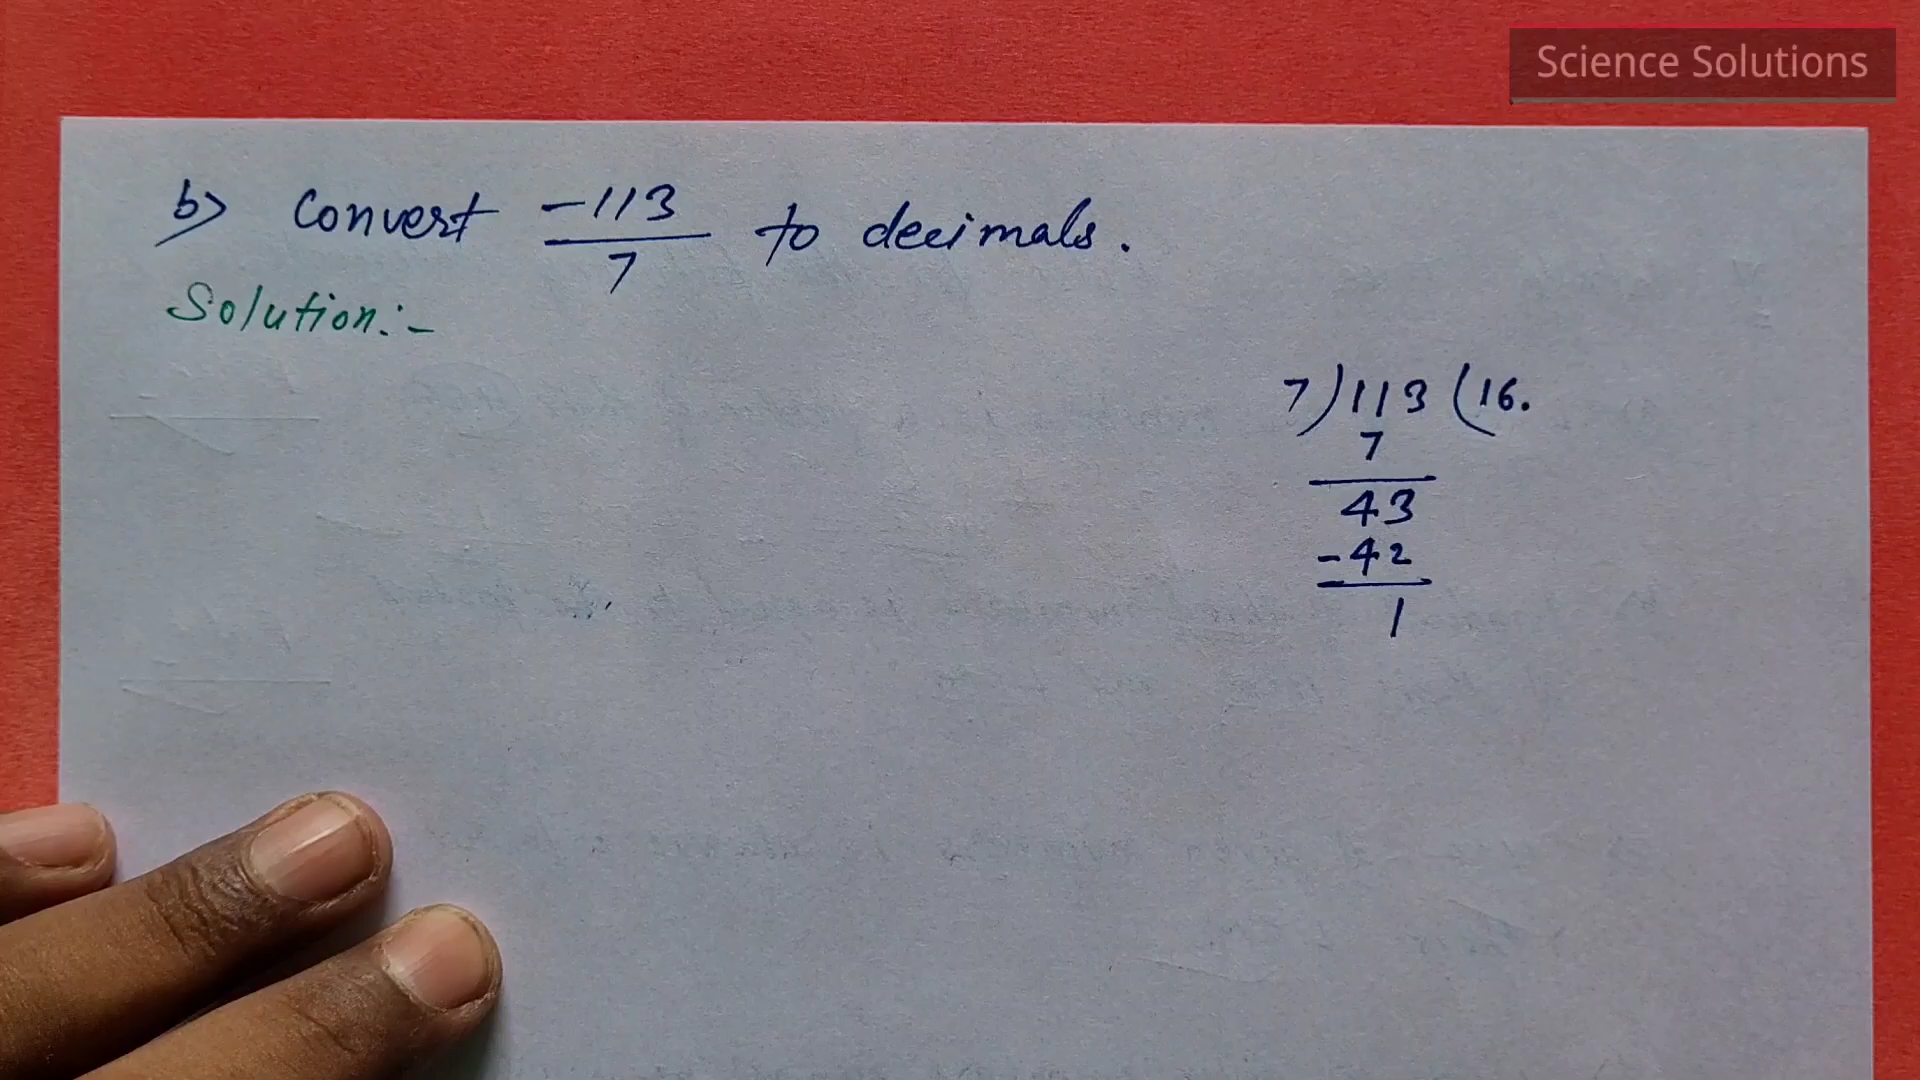 Science Solutions
b) Convert -113/7 to decimals.
Solution:-
7)113(16.
7
43
-42
1